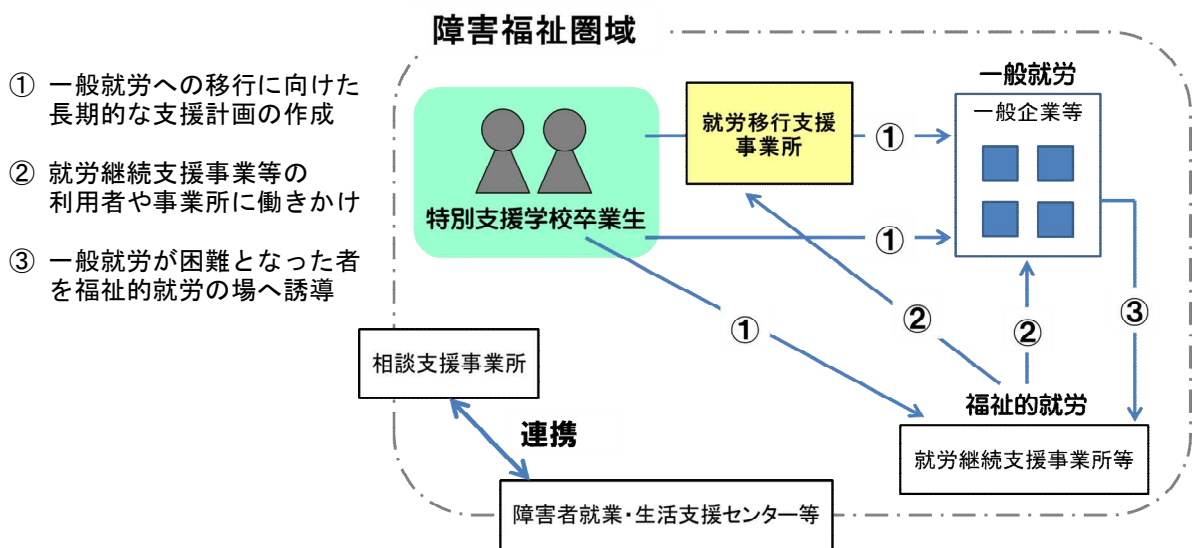 障害福祉圏域
① 一般就労への移行に向けた
長期的な支援計画の作成
② 就労継続支援事業等の
利用者や事業所に働きかけ
③ 一般就労が困難となった者
を福祉的就労の場へ誘導
特別支援学校卒業生
就労移行支援
事業所
①
一般就労
一般企業等
①
①
②
②
③
相談支援事業所
連携
障害者就業・生活支援センター等
福祉的就労
就労継続支援事業所等